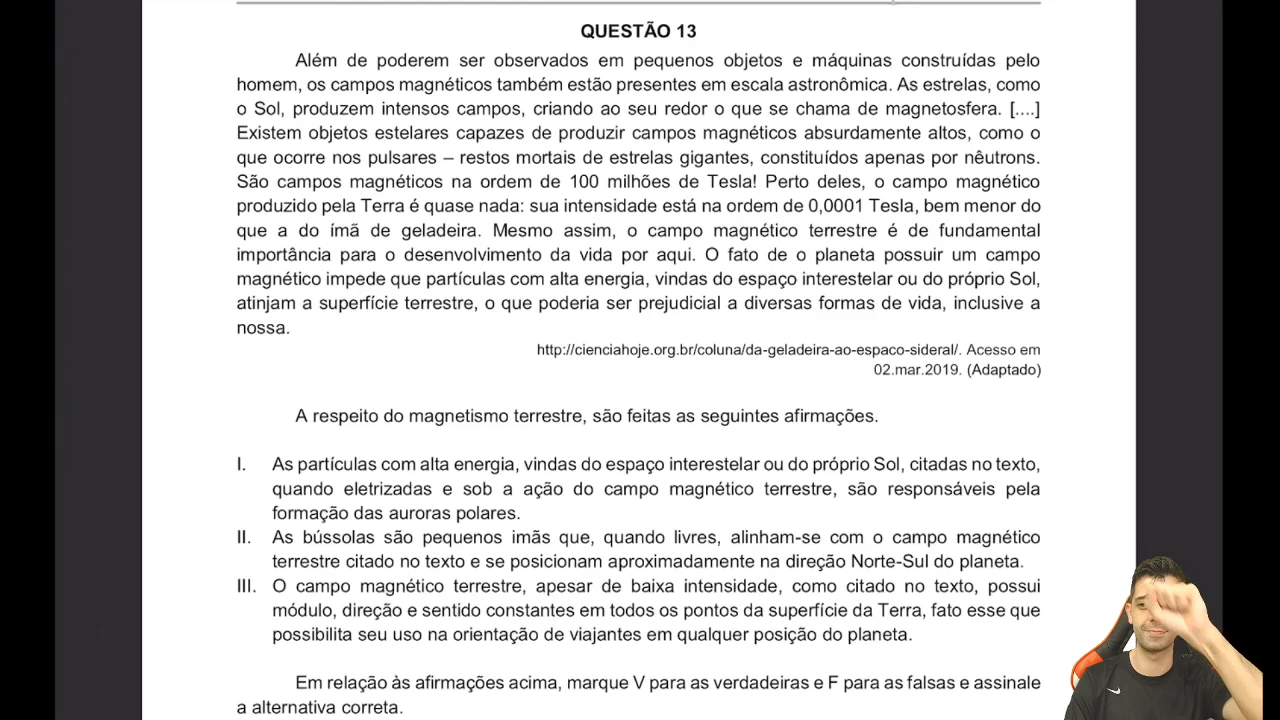 QUESTÃO 13
Além de poderem ser observados em pequenos objetos e máquinas construídas pelo
homem, os campos magnéticos também estão presentes em escala astronômica. As estrelas, como
o Sol, produzem intensos campos, criando ao seu redor o que se chama de magnetosfera. [....]
Existem objetos estelares capazes de produzir campos magnéticos absurdamente altos, como o
que ocorre nos pulsares – restos mortais de estrelas gigantes, constituídos apenas por nêutrons.
São campos magnéticos na ordem de 100 milhões de Tesla! Perto deles, o campo magnético
produzido pela Terra é quase nada: sua intensidade está na ordem de 0,0001 Tesla, bem menor do
que a do ímã de geladeira. Mesmo assim, o campo magnético terrestre é de fundamental
importância para o desenvolvimento da vida por aqui. O fato de o planeta possuir um campo
magnético impede que partículas com alta energia, vindas do espaço interestelar ou do próprio Sol,
atinjam a superfície terrestre, o que poderia ser prejudicial a diversas formas de vida, inclusive a
nossa.
http://cienciahoje.org.br/coluna/da-geladeira-ao-espaco-sideral/. Acesso em
02.mar.2019. (Adaptado)
A respeito do magnetismo terrestre, são feitas as seguintes afirmações.
I. As partículas com alta energia, vindas do espaço interestelar ou do próprio Sol, citadas no texto,
quando eletrizadas e sob a ação do campo magnético terrestre, são responsáveis pela
formação das auroras polares.
II. As bússolas são pequenos imãs que, quando livres, alinham-se com o campo magnético
terrestre citado no texto e se posicionam aproximadamente na direção Norte-Sul do planeta.
III. O campo magnético terrestre, apesar de baixa intensidade, como citado no texto, possui
módulo, direção e sentido constantes em todos os pontos da superfície da Terra, fato esse que
possibilita seu uso na orientação de viajantes em qualquer posição do planeta.
Em relação às afirmações acima, marque V para as verdadeiras e F para as falsas e assinale
a alternativa correta.